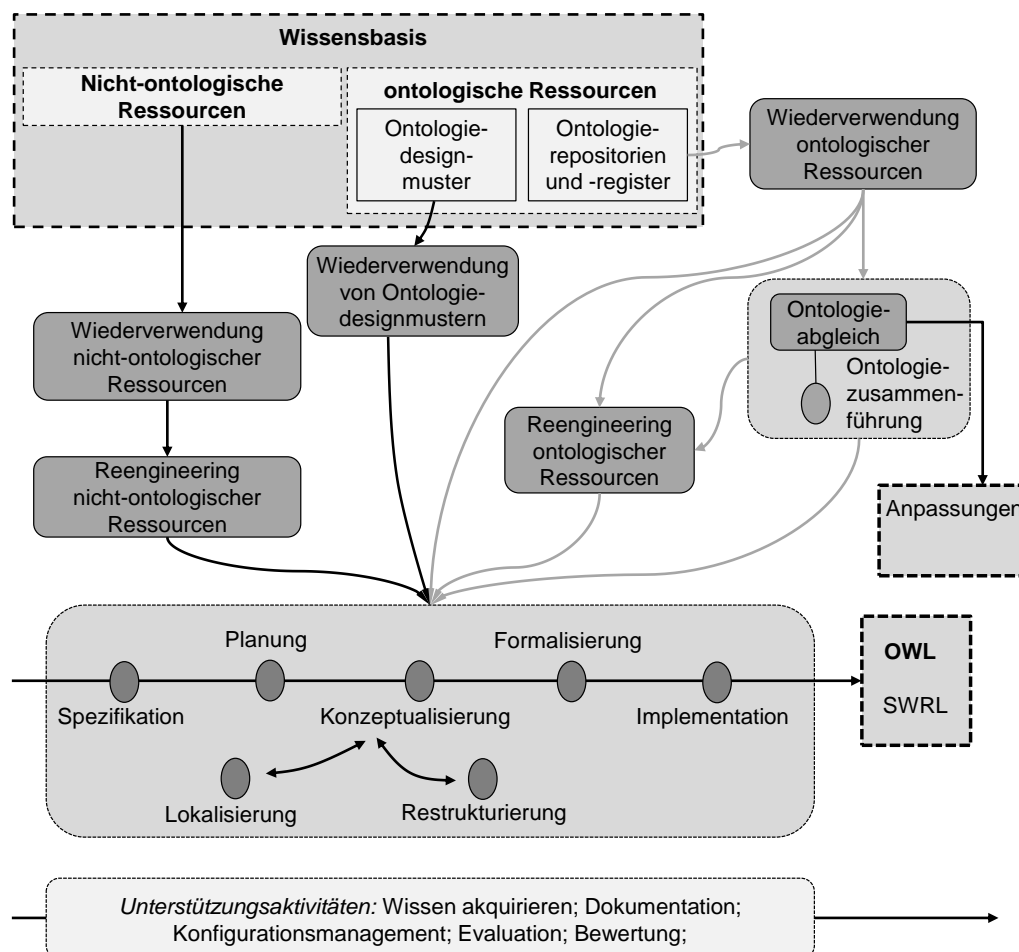 Wissensbasis
Nicht-ontologische
Ressourcen
ontologische Ressourcen
Ontologie-
design-
muster
Ontologie-
repositorien
und -register
Wiederverwendung
ontologischer
Ressourcen
Wiederverwendung
von Ontologie-
designmustern
Wiederverwendung
nicht-ontologischer
Ressourcen
Ontologie-
abgleich
Ontologie-
zusammen-
führung
Reengineering
ontologischer
Ressourcen
Reengineering
nicht-ontologischer
Ressourcen
Anpassungen
Planung
Formalisierung
Spezifikation
Konzeptualisierung
Implementation
OWL
SWRL
Lokalisierung
Restrukturierung
Unterstützungsaktivitäten: Wissen akquirieren; Dokumentation;
Konfigurationsmanagement; Evaluation; Bewertung;